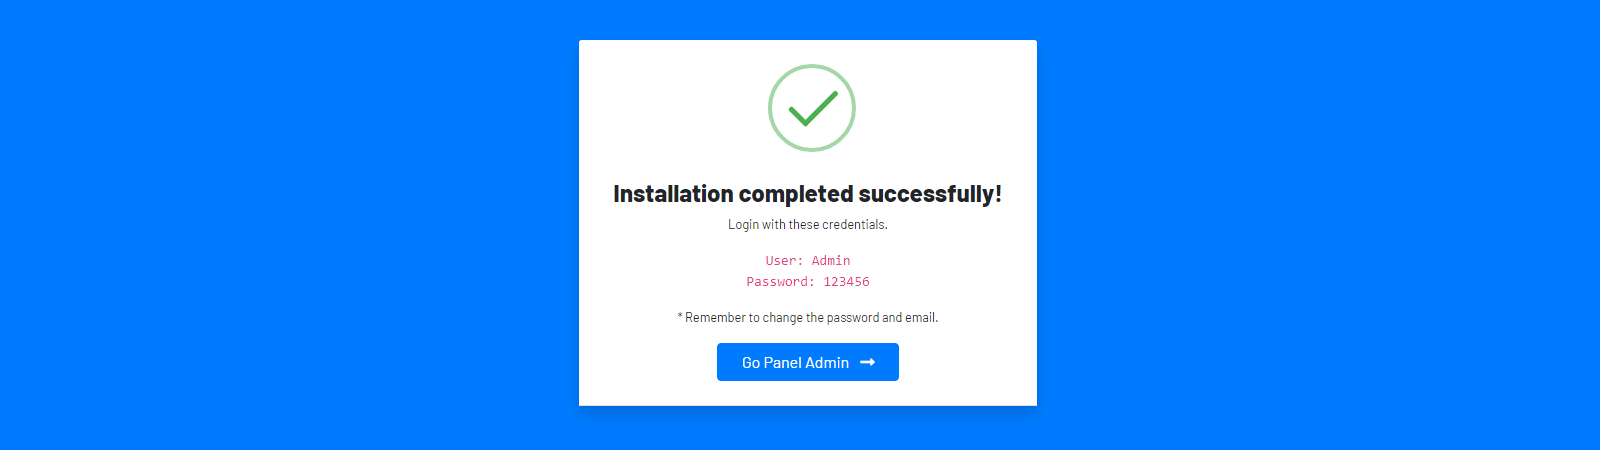 Installation completed successfully!
Login with these credentials.
User: Admin
Password: 123456
* Remember to change the password and email.
Go Panel Admin